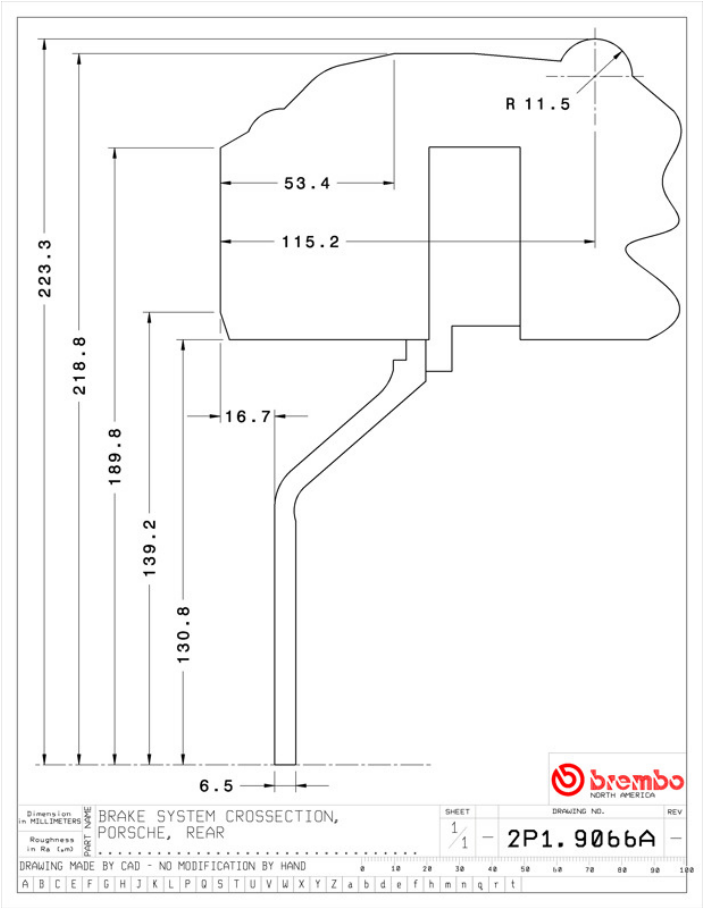 R 11.5
53.4
115.2
223.3
218.8
189.8
139.2
130.8
16.7
6.5
brembo
NORTH AMERICA
Dimension
in MILLIMETERS
Roughness
in Ra (µm)
PART NAME
BRAKE SYSTEM CROSSECTION,
PORSCHE, REAR
SHEET
1/1
-
DRAWING NO.
2P1.9066A
REV
-
DRAWING MADE BY CAD - NO MODIFICATION BY HAND
0 10 20 30 40 50 60 70 80 90 100
A B C E F G H J K L P Q S T U V W X Y Z a b d e f h m n q r t